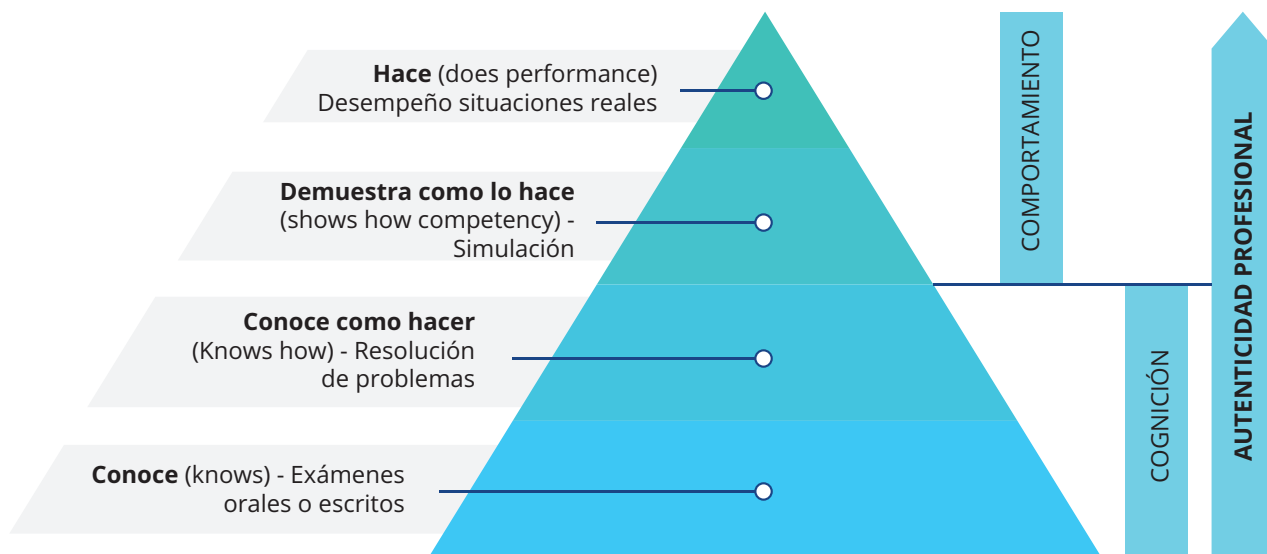 Hace (does performance)
Desempeño situaciones reales
Demuestra como lo hace
(shows how competency) -
Simulación
Conoce como hacer
(Knows how) - Resolución
de problemas
Conoce (knows) - Exámenes
orales o escritos
COMPORTAMIENTO
COGNICIÓN
AUTENTICIDAD PROFESIONAL